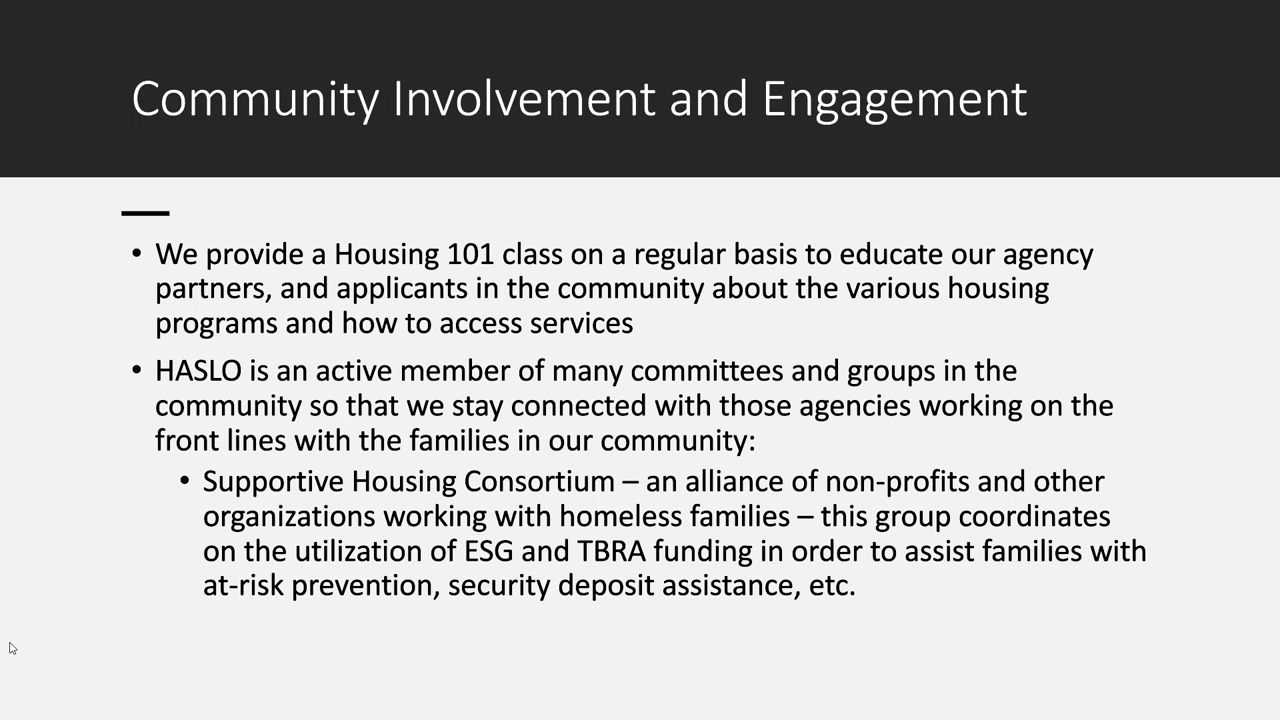 Community Involvement and Engagement
• We provide a Housing 101 class on a regular basis to educate our agency
partners, and applicants in the community about the various housing
programs and how to access services
• HASLO is an active member of many committees and groups in the
community so that we stay connected with those agencies working on the
front lines with the families in our community:
• Supportive Housing Consortium – an alliance of non-profits and other
organizations working with homeless families – this group coordinates
on the utilization of ESG and TBRA funding in order to assist families with
at-risk prevention, security deposit assistance, etc.